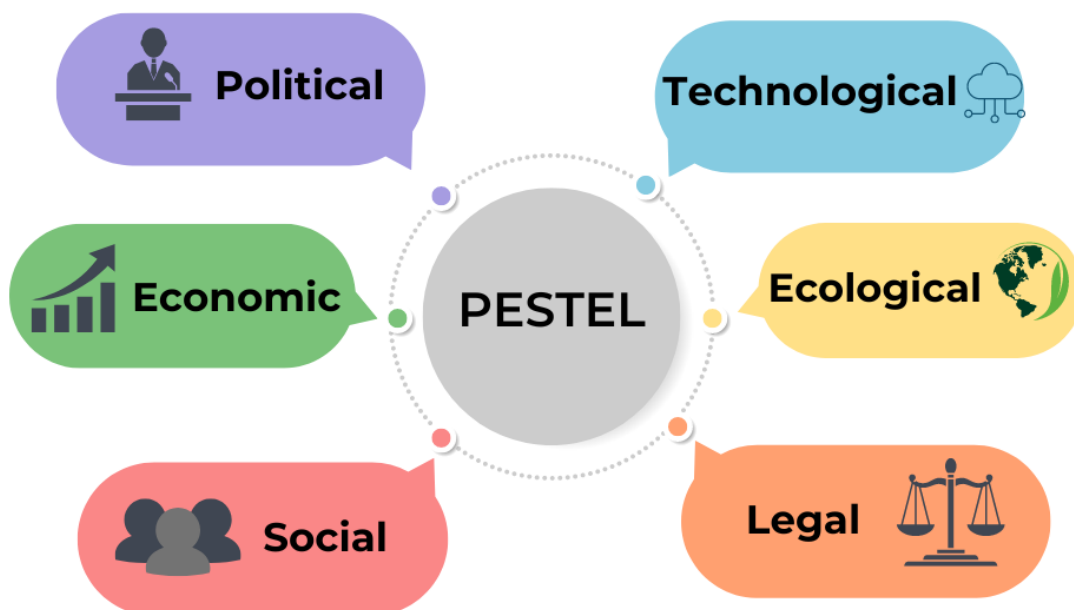 Political
Economic
Social
PESTEL
Technological
Ecological
Legal